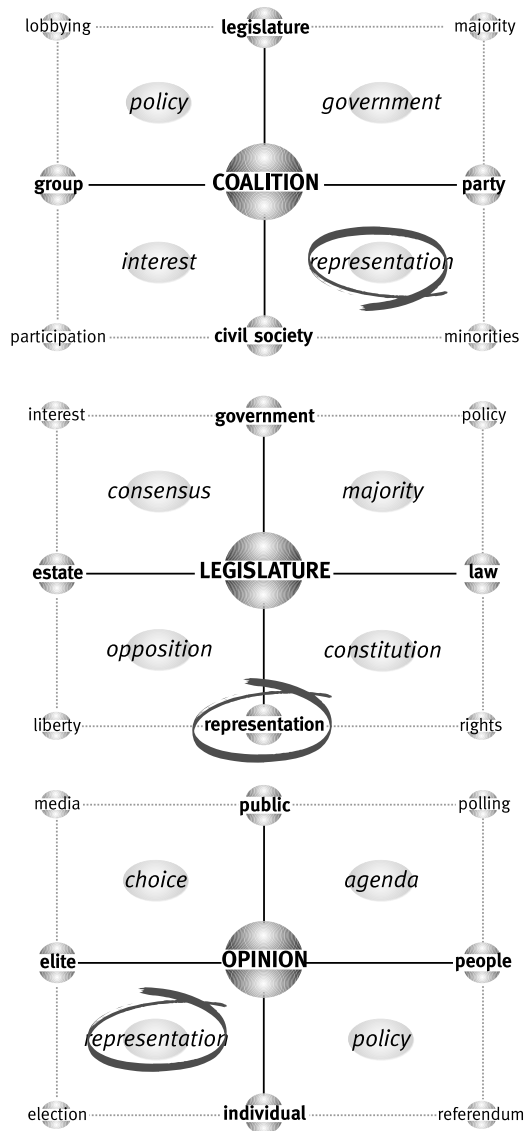 lobbying legislature majority
policy government
group COALITION party
interest representation
participation civil society minorities
interest government policy
consensus majority
estate LEGISLATURE law
opposition constitution
liberty representation rights
media public polling
choice agenda
elite OPINION people
representation policy
election individual referendum